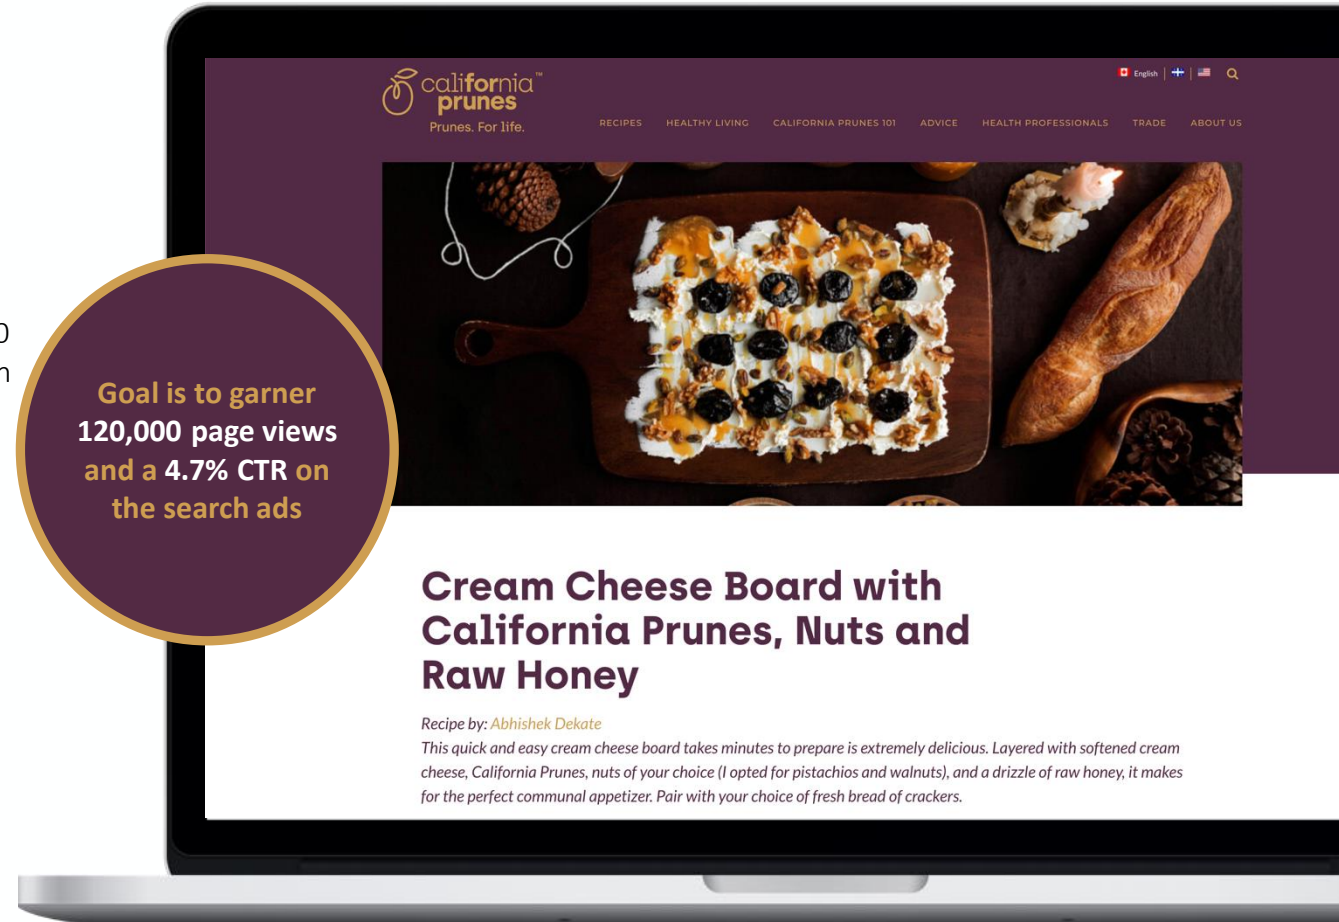 california™
prunes
Prunes. For life.
English
RECIPES HEALTHY LIVING CALIFORNIA PRUNES 101 ADVICE HEALTH PROFESSIONALS TRADE ABOUT US
Goal is to garner
120,000 page views
and a 4.7% CTR on
the search ads
Cream Cheese Board with
California Prunes, Nuts and
Raw Honey
Recipe by: Abhishek Dekate
This quick and easy cream cheese board takes minutes to prepare is extremely delicious. Layered with softened cream
cheese, California Prunes, nuts of your choice (I opted for pistachios and walnuts), and a drizzle of raw honey, it makes
for the perfect communal appetizer. Pair with your choice of fresh bread of crackers.